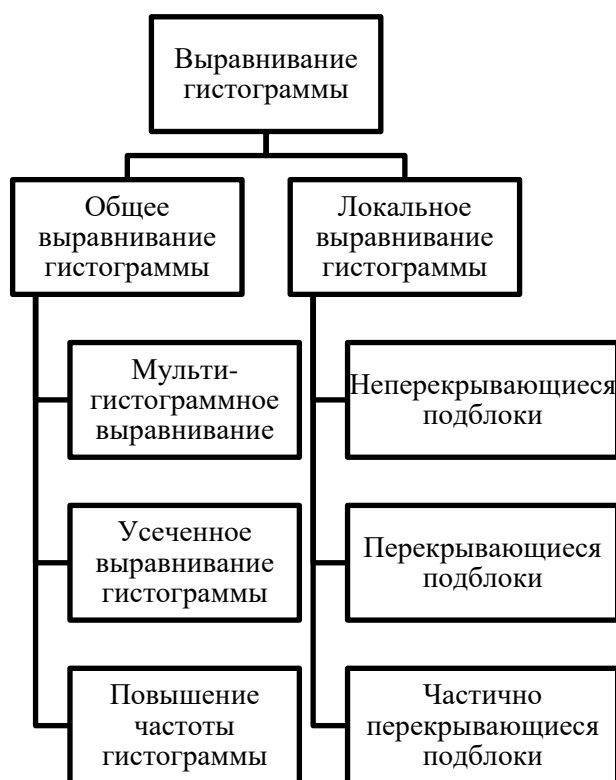 Выравнивание
гистограммы
Общее
выравнивание
гистограммы
Локальное
выравнивание
гистограммы
Мульти-
гистограммное
выравнивание
Неперекрывающиеся
подблоки
Усеченное
выравнивание
гистограммы
Перекрывающиеся
подблоки
Повышение
частоты
гистограммы
Частично
перекрывающиеся
подблоки